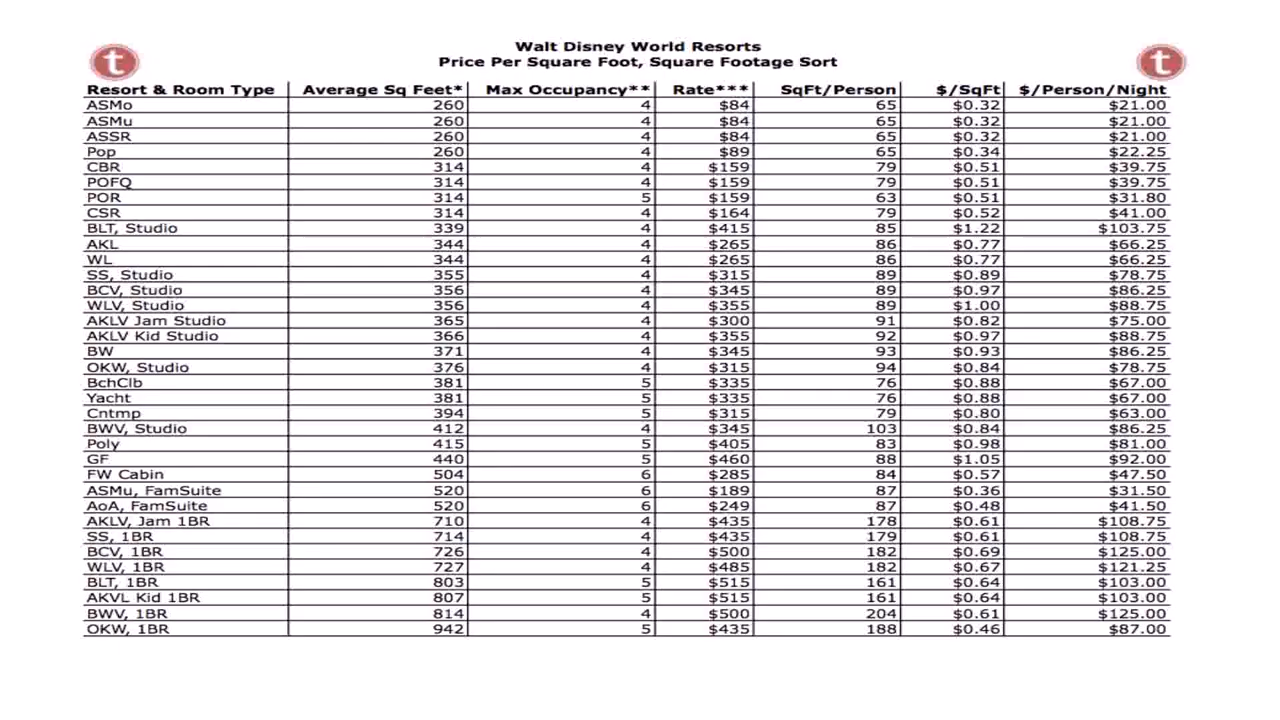 t
Walt Disney World Resorts
t
Price Per Square Foot, Square Footage Sort
Resort & Room Type Average Sq Feet* Max Occupancy** Rate*** SqFt/Person $/SqFt $/Person/Night
ASMo 260 4 $84 65 $0.32 $21.00
ASMu 260 4 $84 65 $0.32 $21.00
ASSR 260 4 $84 65 $0.32 $21.00
Pop 260 4 $89 65 $0.34 $22.25
CBR 314 4 $159 79 $0.51 $39.75
POFQ 314 4 $159 79 $0.51 $39.75
POR 314 5 $159 63 $0.51 $31.80
CSR 314 4 $164 79 $0.52 $41.00
BLT, Studio 339 4 $415 85 $1.22 $103.75
AKL 344 4 $265 86 $0.77 $66.25
WL 344 4 $265 86 $0.77 $66.25
SS, Studio 355 4 $315 89 $0.89 $78.75
BCV, Studio 356 4 $345 89 $0.97 $86.25
WLV, Studio 356 4 $355 89 $1.00 $88.75
AKLV Jam Studio 365 4 $300 91 $0.82 $75.00
AKLV Kid Studio 366 4 $355 92 $0.97 $88.75
BW 371 4 $345 93 $0.93 $86.25
OKW, Studio 376 4 $315 94 $0.84 $78.75
BchClb 381 5 $335 76 $0.88 $67.00
Yacht 381 5 $335 76 $0.88 $67.00
Cntmp 394 5 $315 79 $0.80 $63.00
BWV, Studio 412 4 $345 103 $0.84 $86.25
Poly 415 5 $405 83 $0.98 $81.00
GF 440 5 $460 88 $1.05 $92.00
FW Cabin 504 6 $285 84 $0.57 $47.50
ASMu, FamSuite 520 6 $189 87 $0.36 $31.50
AoA, FamSuite 520 6 $249 87 $0.48 $41.50
AKLV, Jam 1BR 710 4 $435 178 $0.61 $108.75
SS, 1BR 714 4 $435 179 $0.61 $108.75
BCV, 1BR 726 4 $500 182 $0.69 $125.00
WLV, 1BR 727 4 $485 182 $0.67 $121.25
BLT, 1BR 803 5 $515 161 $0.64 $103.00
AKVL Kid 1BR 807 5 $515 161 $0.64 $103.00
BWV, 1BR 814 4 $500 204 $0.61 $125.00
OKW, 1BR 942 5 $435 188 $0.46 $87.00